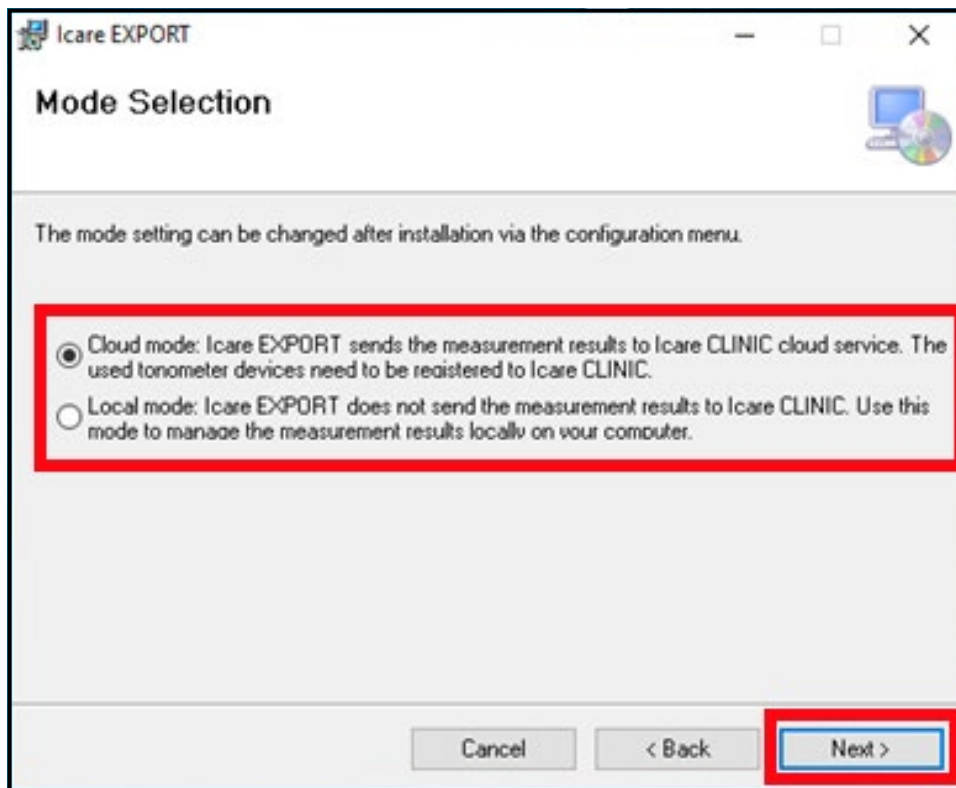 Icare EXPORT
Mode Selection
The mode setting can be changed after installation via the configuration menu.
Cloud mode: Icare EXPORT sends the measurement results to Icare CLINIC cloud service. The
used tonometer devices need to be registered to Icare CLINIC.
Local mode: Icare EXPORT does not send the measurement results to Icare CLINIC. Use this
mode to manage the measurement results locally on your computer.
Cancel
< Back
Next >